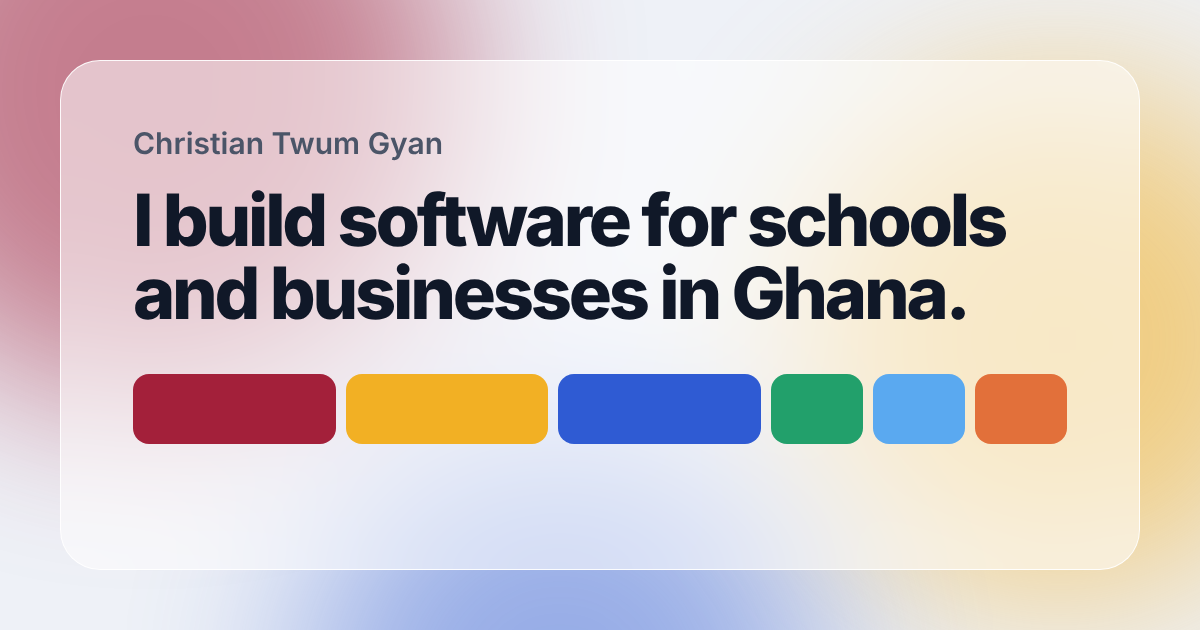 Christian Twum Gyan
I build software for schools
and businesses in Ghana.